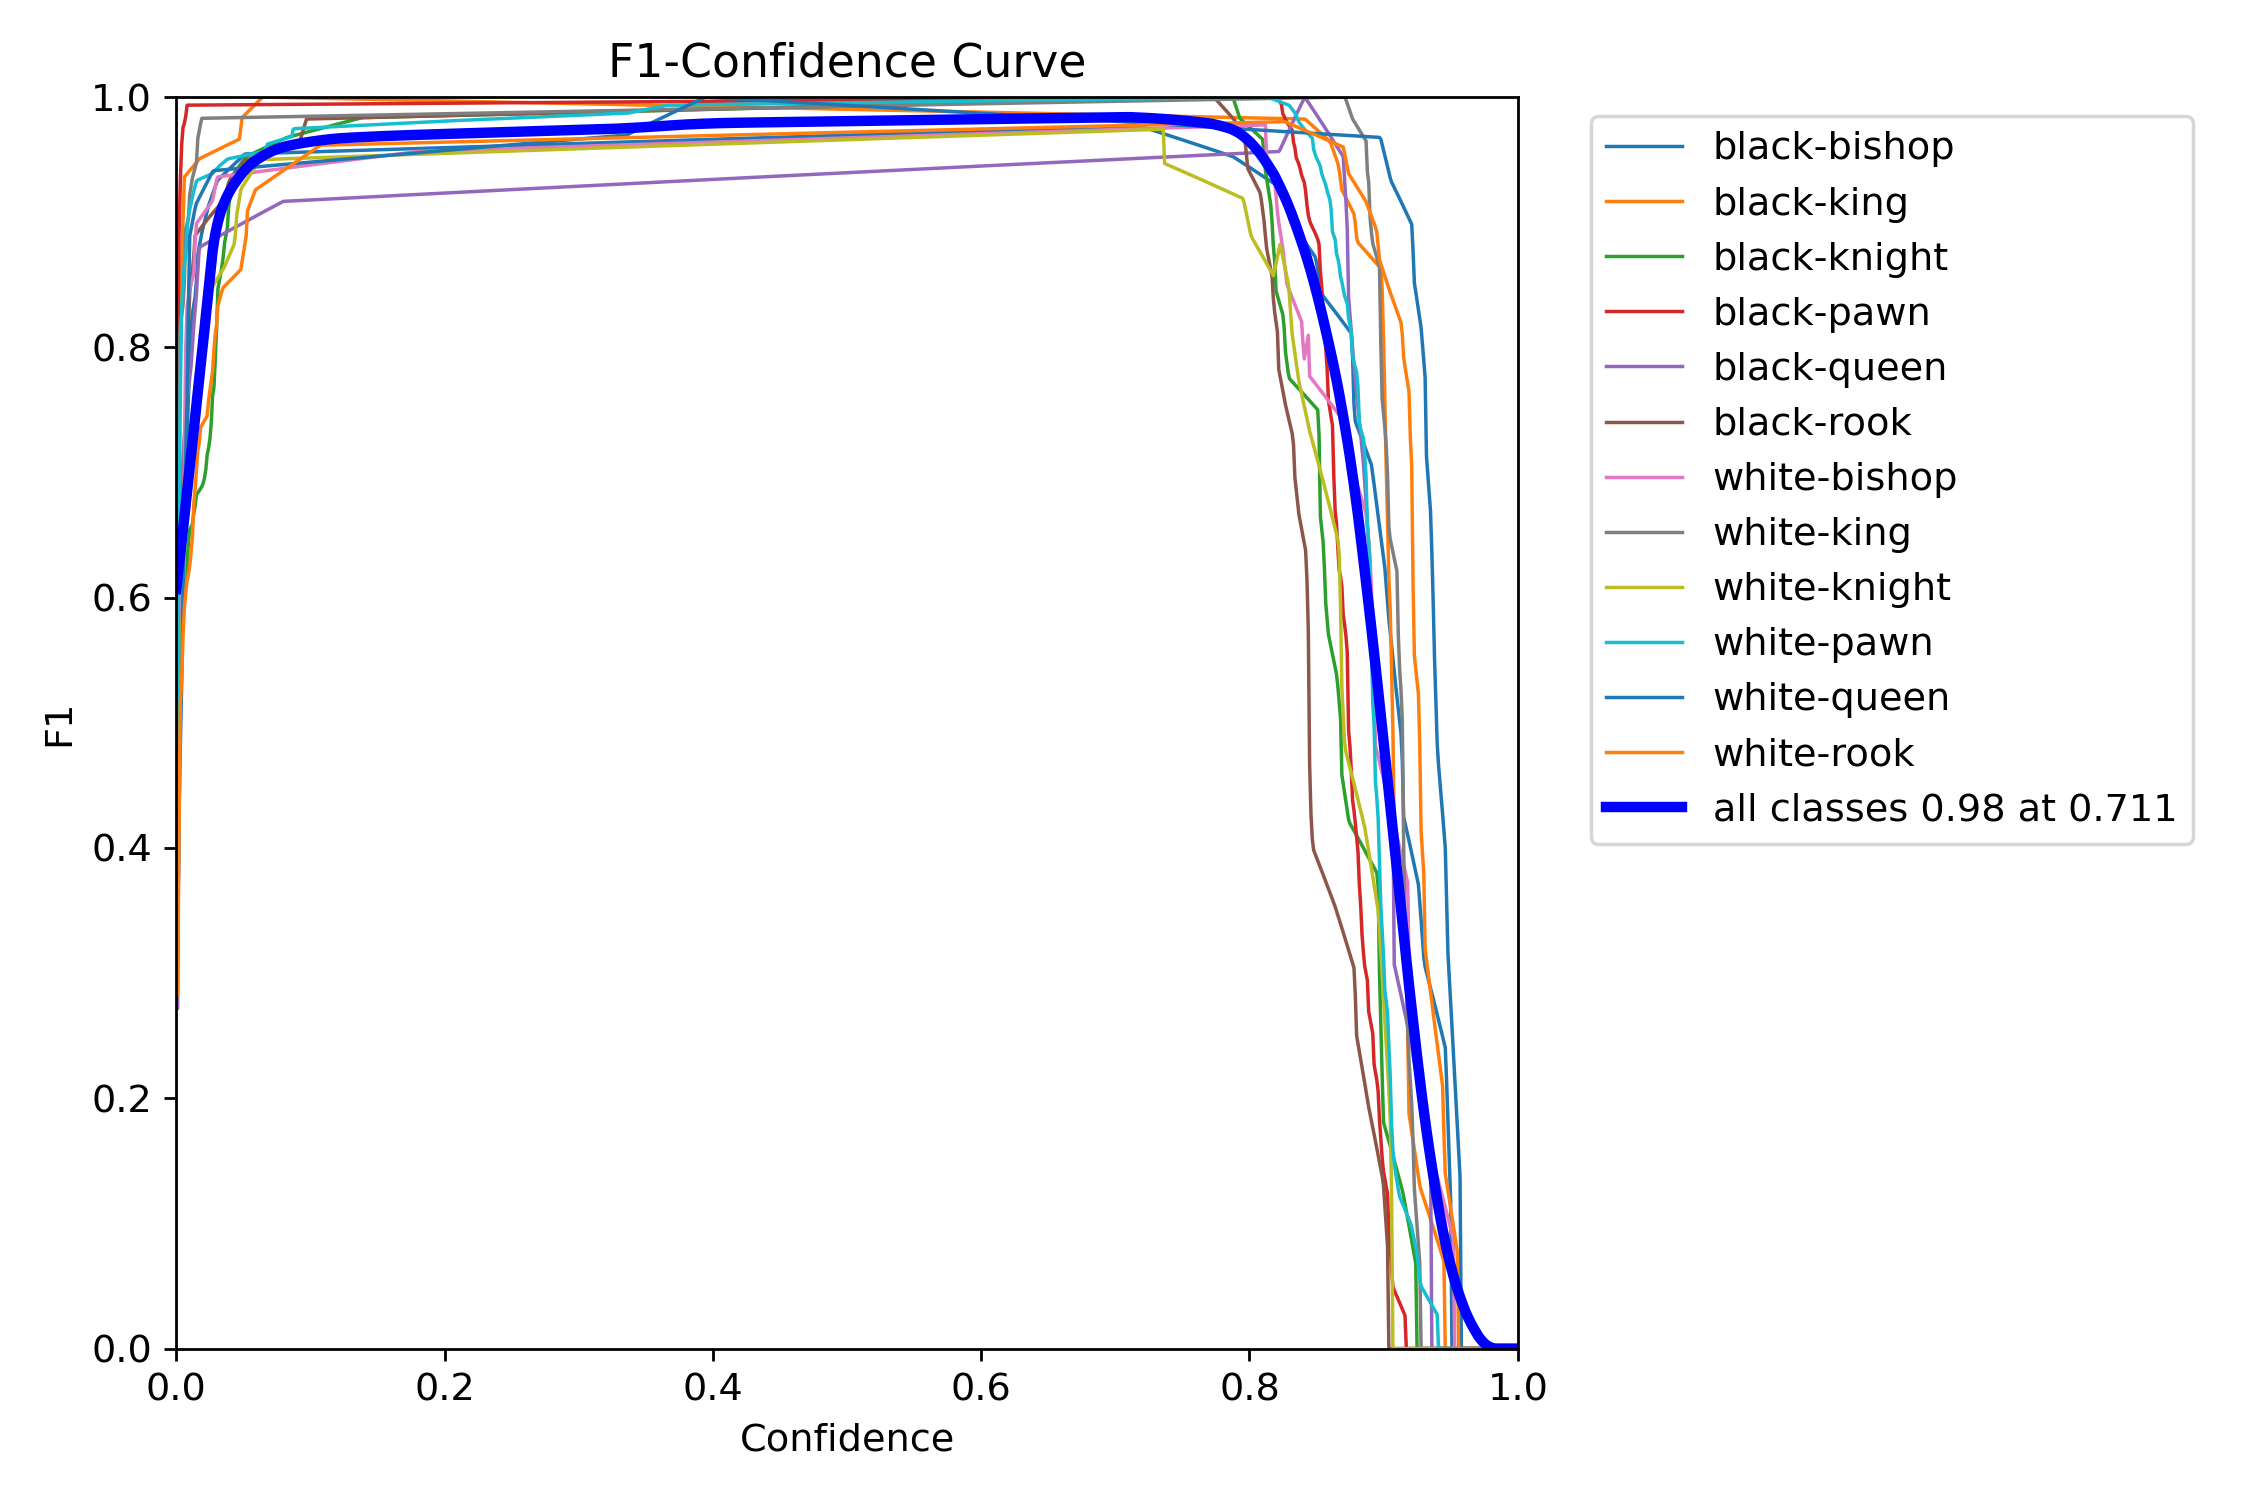 F1-Confidence Curve
1.0
0.8
0.6
0.4
0.2
0.0
F1
0.0 0.2 0.4 0.6 0.8 1.0
Confidence
black-bishop
black-king
black-knight
black-pawn
black-queen
black-rook
white-bishop
white-king
white-knight
white-pawn
white-queen
white-rook
all classes 0.98 at 0.711